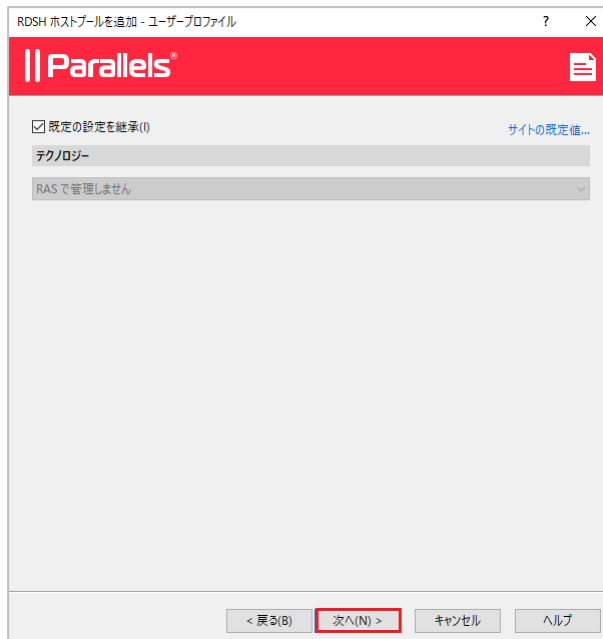 RDSH ホストプールを追加 - ユーザープロファイル
? ×
|| Parallels®
既定の設定を継承(I)
サイトの既定値...
テクノロジー
RAS で管理しません
< 戻る(B) 次へ(N) > キャンセル ヘルプ